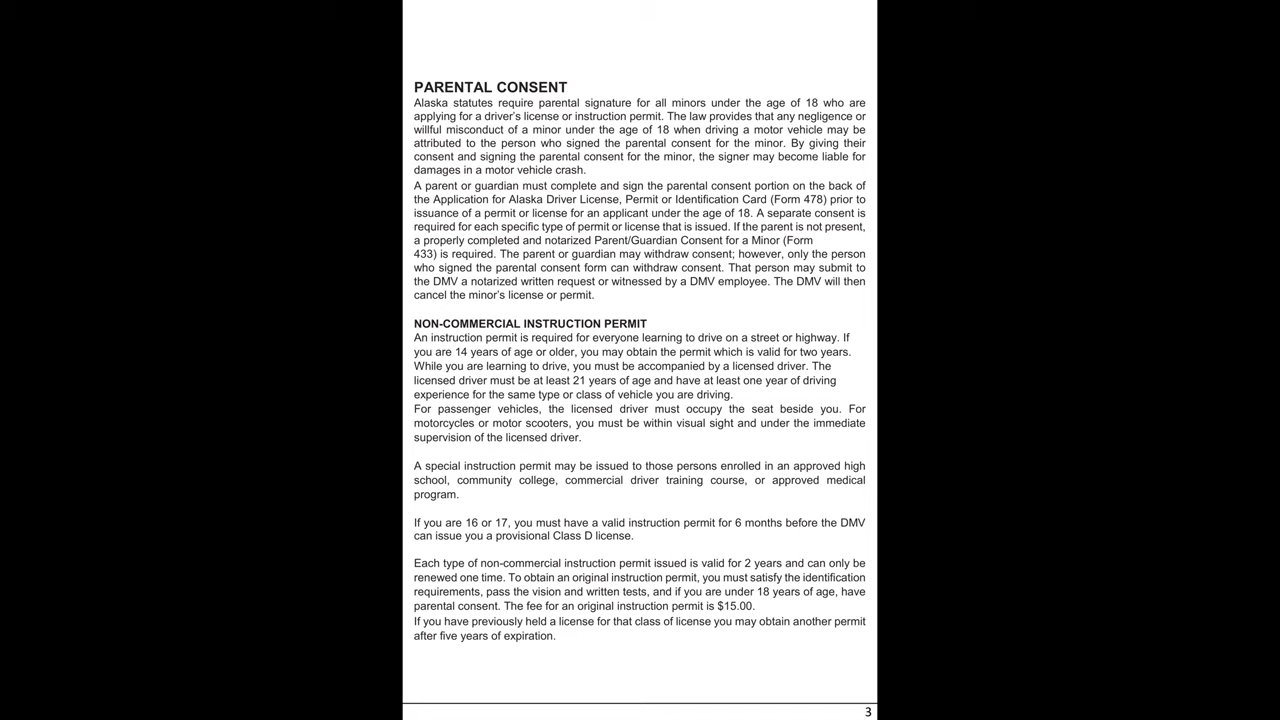 PARENTAL CONSENT
Alaska statutes require parental signature for all minors under the age of 18 who are
applying for a driver's license or instruction permit. The law provides that any negligence or
willful misconduct of a minor under the age of 18 when driving a motor vehicle may be
attributed to the person who signed the parental consent for the minor. By giving their
consent and signing the parental consent for the minor, the signer may become liable for
damages in a motor vehicle crash.
A parent or guardian must complete and sign the parental consent portion on the back of
the Application for Alaska Driver License, Permit or Identification Card (Form 478) prior to
issuance of a permit or license for an applicant under the age of 18. A separate consent is
required for each specific type of permit or license that is issued. If the parent is not present,
a properly completed and notarized Parent/Guardian Consent for a Minor (Form
433) is required. The parent or guardian may withdraw consent; however, only the person
who signed the parental consent form can withdraw consent. That person may submit to
the DMV a notarized written request or witnessed by a DMV employee. The DMV will then
cancel the minor's license or permit.
NON-COMMERCIAL INSTRUCTION PERMIT
An instruction permit is required for everyone learning to drive on a street or highway. If
you are 14 years of age or older, you may obtain the permit which is valid for two years.
While you are learning to drive, you must be accompanied by a licensed driver. The
licensed driver must be at least 21 years of age and have at least one year of driving
experience for the same type or class of vehicle you are driving.
For passenger vehicles, the licensed driver must occupy the seat beside you. For
motorcycles or motor scooters, you must be within visual sight and under the immediate
supervision of the licensed driver.
A special instruction permit may be issued to those persons enrolled in an approved high
school, community college, commercial driver training course, or approved medical
program.
If you are 16 or 17, you must have a valid instruction permit for 6 months before the DMV
can issue you a provisional Class D license.
Each type of non-commercial instruction permit issued is valid for 2 years and can only be
renewed one time. To obtain an original instruction permit, you must satisfy the identification
requirements, pass the vision and written tests, and if you are under 18 years of age, have
parental consent. The fee for an original instruction permit is $15.00.
If you have previously held a license for that class of license you may obtain another permit
after five years of expiration.
3